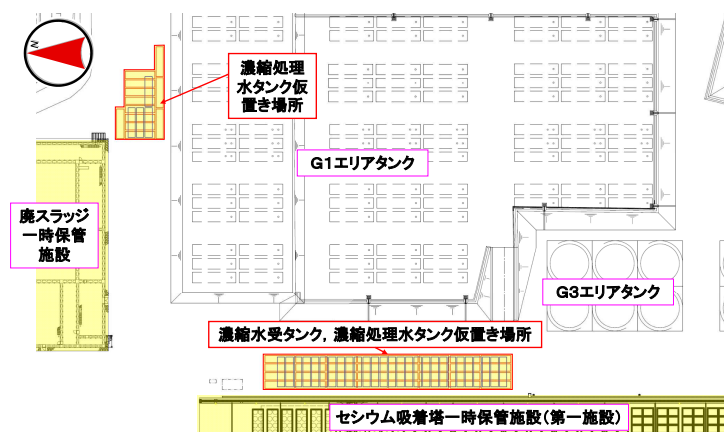 N
濃縮処理
水タンク仮
置き場所
G1エリアタンク
廃スラッジ
一時保管
施設
G3エリアタンク
濃縮水受タンク，濃縮処理水タンク仮置き場所
セシウム吸着塔一時保管施設（第一施設）